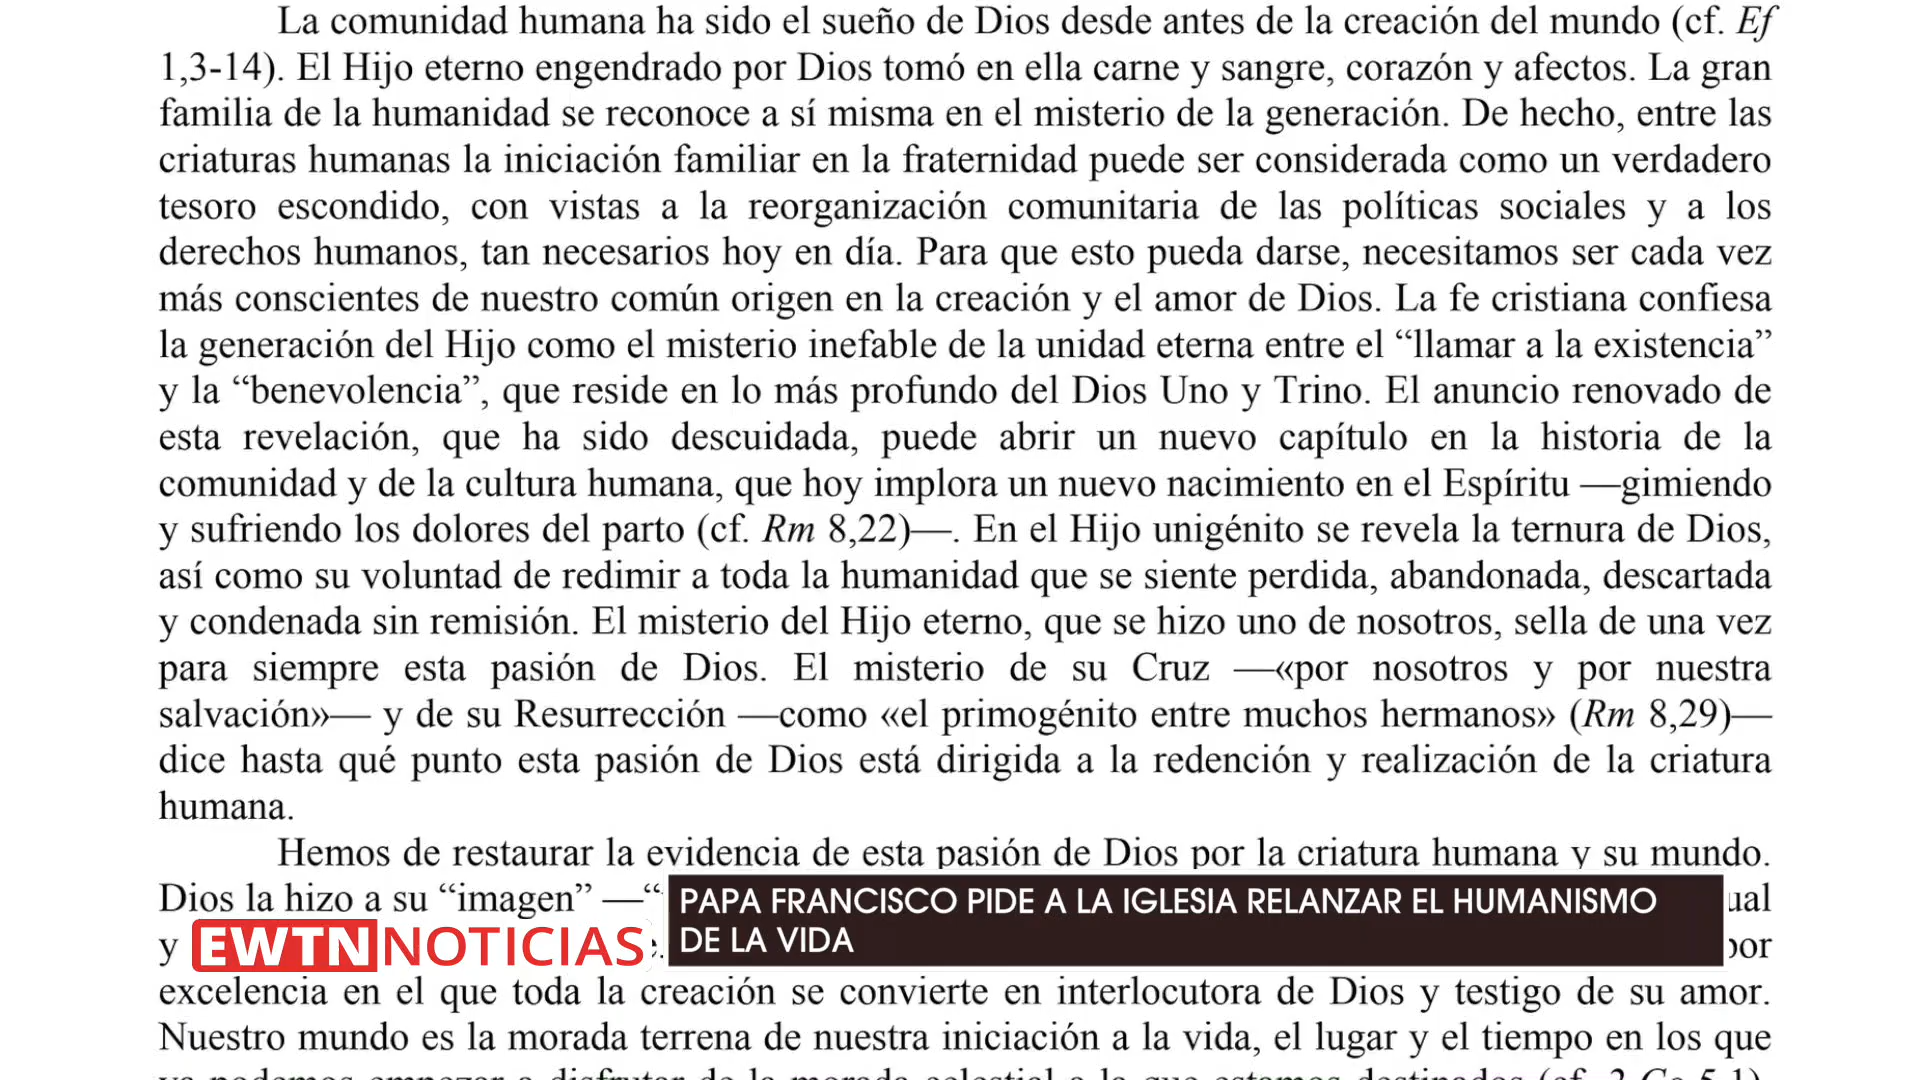 La comunidad humana ha sido el sueño de Dios desde antes de la creación del mundo (cf. Ef
1,3-14). El Hijo eterno engendrado por Dios tomó en ella carne y sangre, corazón y afectos. La gran
familia de la humanidad se reconoce a sí misma en el misterio de la generación. De hecho, entre las
criaturas humanas la iniciación familiar en la fraternidad puede ser considerada como un verdadero
tesoro escondido, con vistas a la reorganización comunitaria de las políticas sociales y a los
derechos humanos, tan necesarios hoy en día. Para que esto pueda darse, necesitamos ser cada vez
más conscientes de nuestro común origen en la creación y el amor de Dios. La fe cristiana confiesa
la generación del Hijo como el misterio inefable de la unidad eterna entre el “llamar a la existencia”
y la “benevolencia”, que reside en lo más profundo del Dios Uno y Trino. El anuncio renovado de
esta revelación, que ha sido descuidada, puede abrir un nuevo capítulo en la historia de la
comunidad y de la cultura humana, que hoy implora un nuevo nacimiento en el Espíritu —gimiendo
y sufriendo los dolores del parto (cf. Rm 8,22)—. En el Hijo unigénito se revela la ternura de Dios,
así como su voluntad de redimir a toda la humanidad que se siente perdida, abandonada, descartada
y condenada sin remisión. El misterio del Hijo eterno, que se hizo uno de nosotros, sella de una vez
para siempre esta pasión de Dios. El misterio de su Cruz —«por nosotros y por nuestra
salvación»— y de su Resurrección —como «el primogénito entre muchos hermanos» (Rm 8,29)—
dice hasta qué punto esta pasión de Dios está dirigida a la redención y realización de la criatura
humana.
Hemos de restaurar la evidencia de esta pasión de Dios por la criatura humana y su mundo.
Dios la hizo a su “imagen” —“
y
por
EWTN NOTICIAS
PAPA FRANCISCO PIDE A LA IGLESIA RELANZAR EL HUMANISMO
DE LA VIDA
excelencia en el que toda la creación se convierte en interlocutora de Dios y testigo de su amor.
Nuestro mundo es la morada terrena de nuestra iniciación a la vida, el lugar y el tiempo en los que
ya podemos empezar a disfrutar de la morada celestial a la que estamos destinados (cf. 2 Co 5,1),